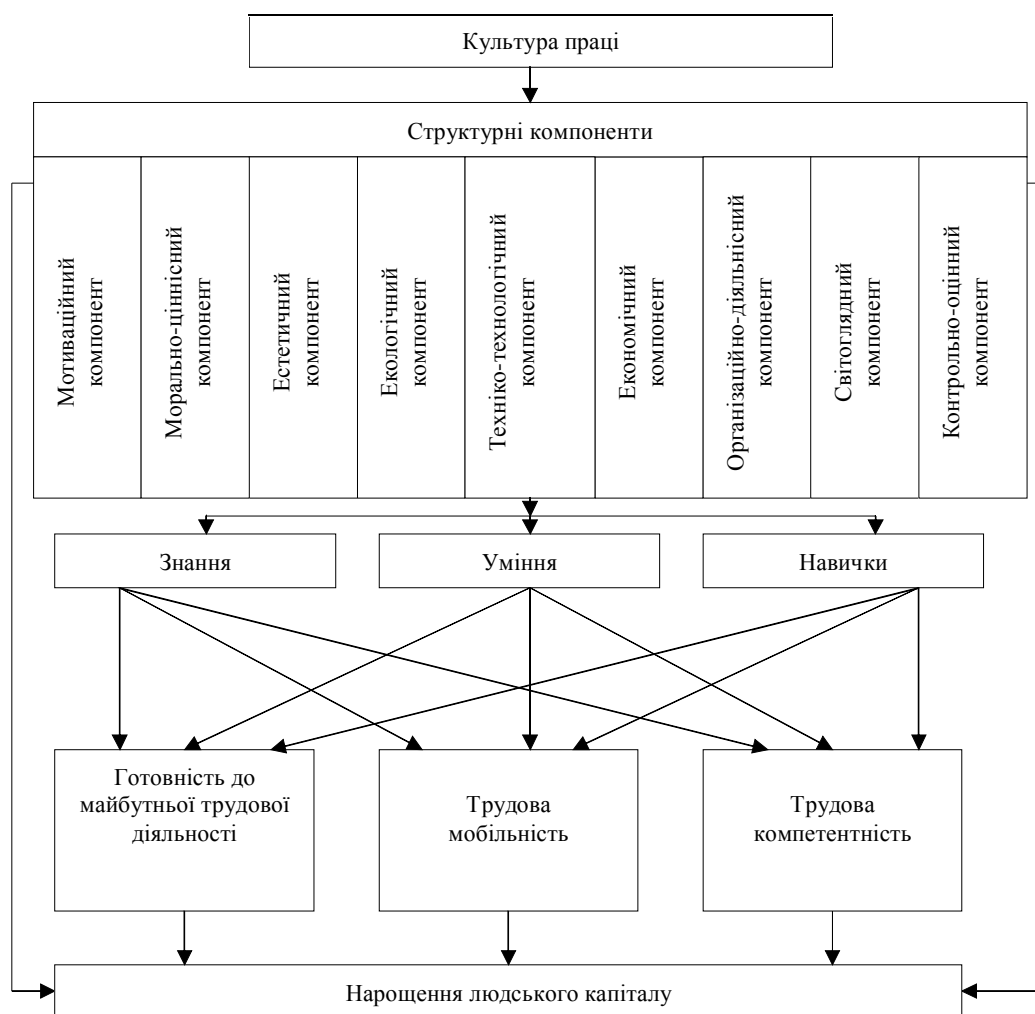 Культура праці
Структурні компоненти
Мотиваційний
компонент
Морально-ціннісний
компонент
Естетичний
компонент
Екологічний
компонент
Техніко-технологічний
компонент
Економічний
компонент
Організаційно-діяльнісний
компонент
Світоглядний
компонент
Контрольно-оцінний
компонент
Знання
Уміння
Навички
Готовність до
майбутньої трудової
діяльності
Трудова
мобільність
Трудова
компетентність
Нарощення людського капіталу